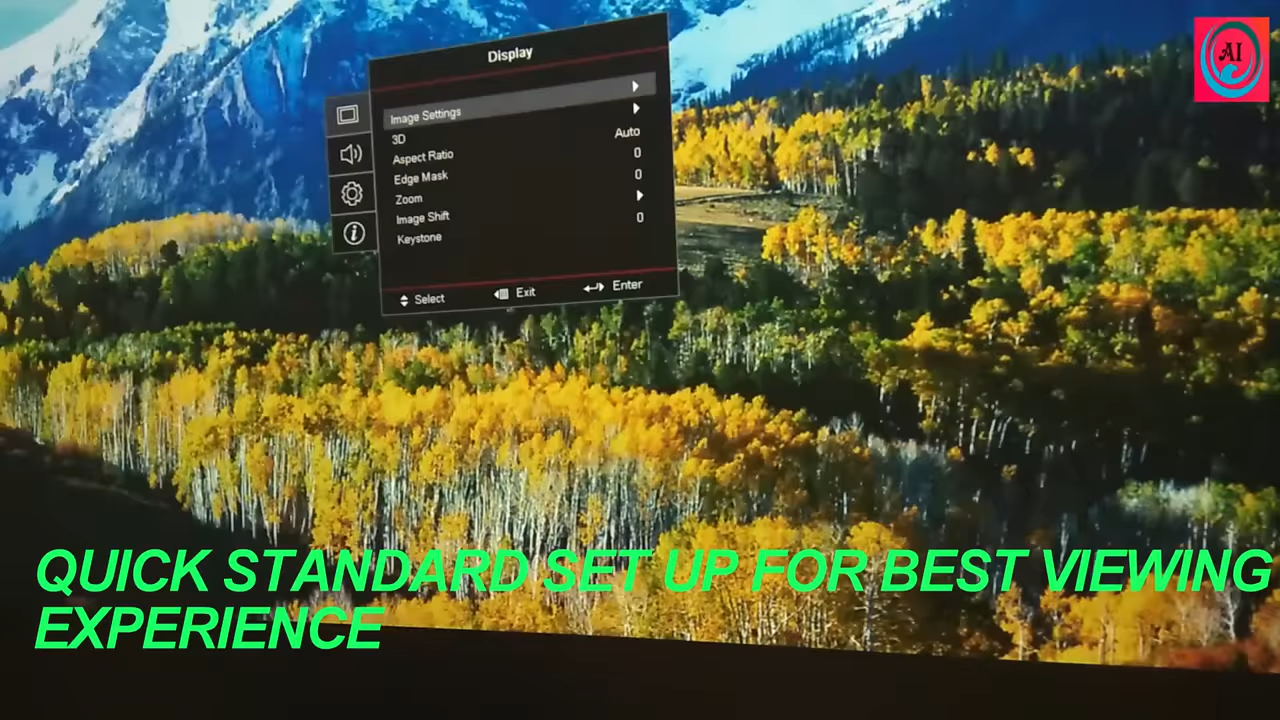 Display
Image Settings
3D
Aspect Ratio Auto
Edge Mask 0
Zoom 0
Image Shift
Keystone 0
Select Exit Enter
AI
QUICK STANDARD SET UP FOR BEST VIEWING
EXPERIENCE